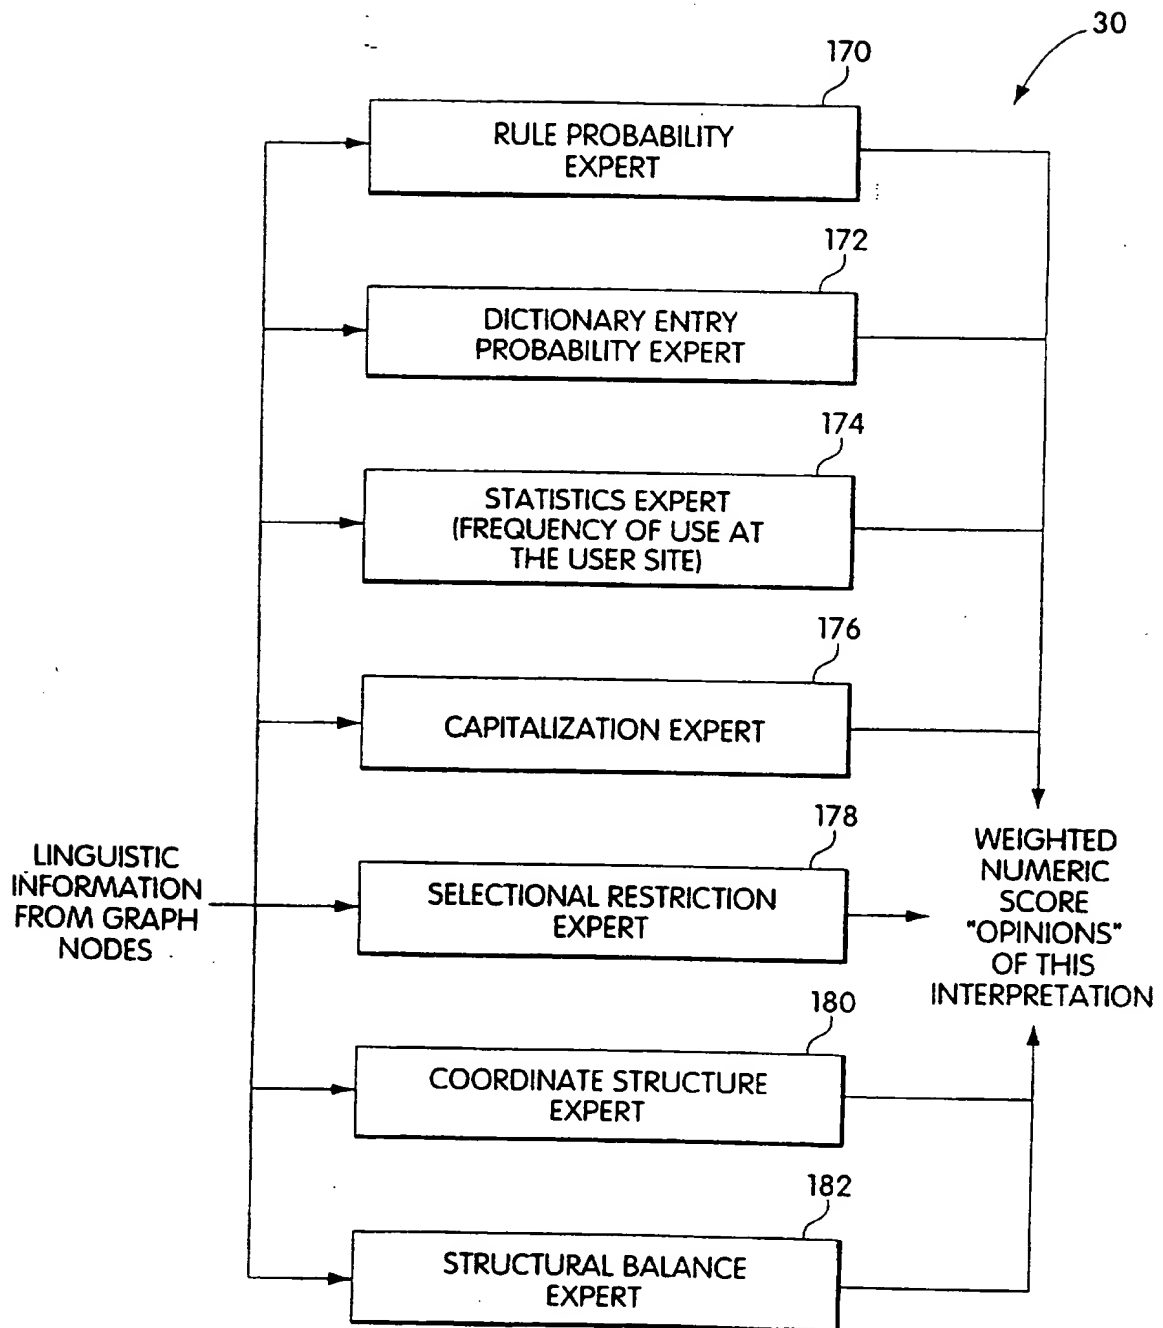 30
170
RULE PROBABILITY
EXPERT
172
DICTIONARY ENTRY
PROBABILITY EXPERT
174
STATISTICS EXPERT
(FREQUENCY OF USE AT
THE USER SITE)
176
CAPITALIZATION EXPERT
178
LINGUISTIC
INFORMATION
FROM GRAPH
NODES
SELECTIONAL RESTRICTION
EXPERT
WEIGHTED
NUMERIC
SCORE
"OPINIONS"
OF THIS
INTERPRETATION
180
COORDINATE STRUCTURE
EXPERT
182
STRUCTURAL BALANCE
EXPERT